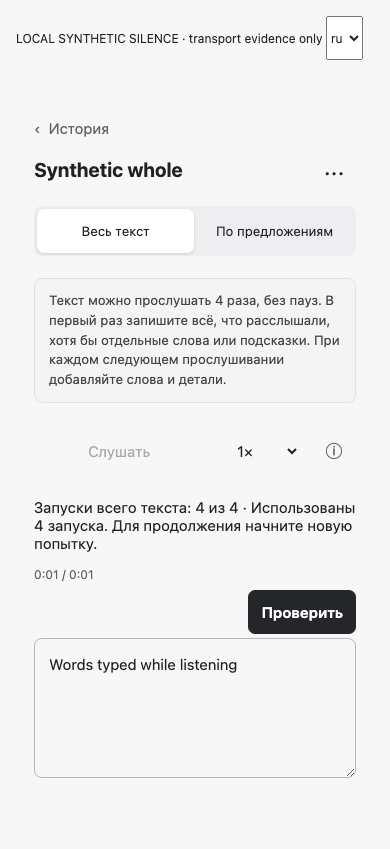 LOCAL SYNTHETIC SILENCE · transport evidence only ru
‹ История
Synthetic whole
...
Весь текст По предложениям
Текст можно прослушать 4 раза, без пауз. В
первый раз запишите всё, что расслышали,
хотя бы отдельные слова или подсказки. При
каждом следующем прослушивании
добавляйте слова и детали.
Слушать 1× ⓘ
Запуски всего текста: 4 из 4 · Использованы
4 запуска. Для продолжения начните новую
попытку.
0:01 / 0:01
Проверить
Words typed while listening